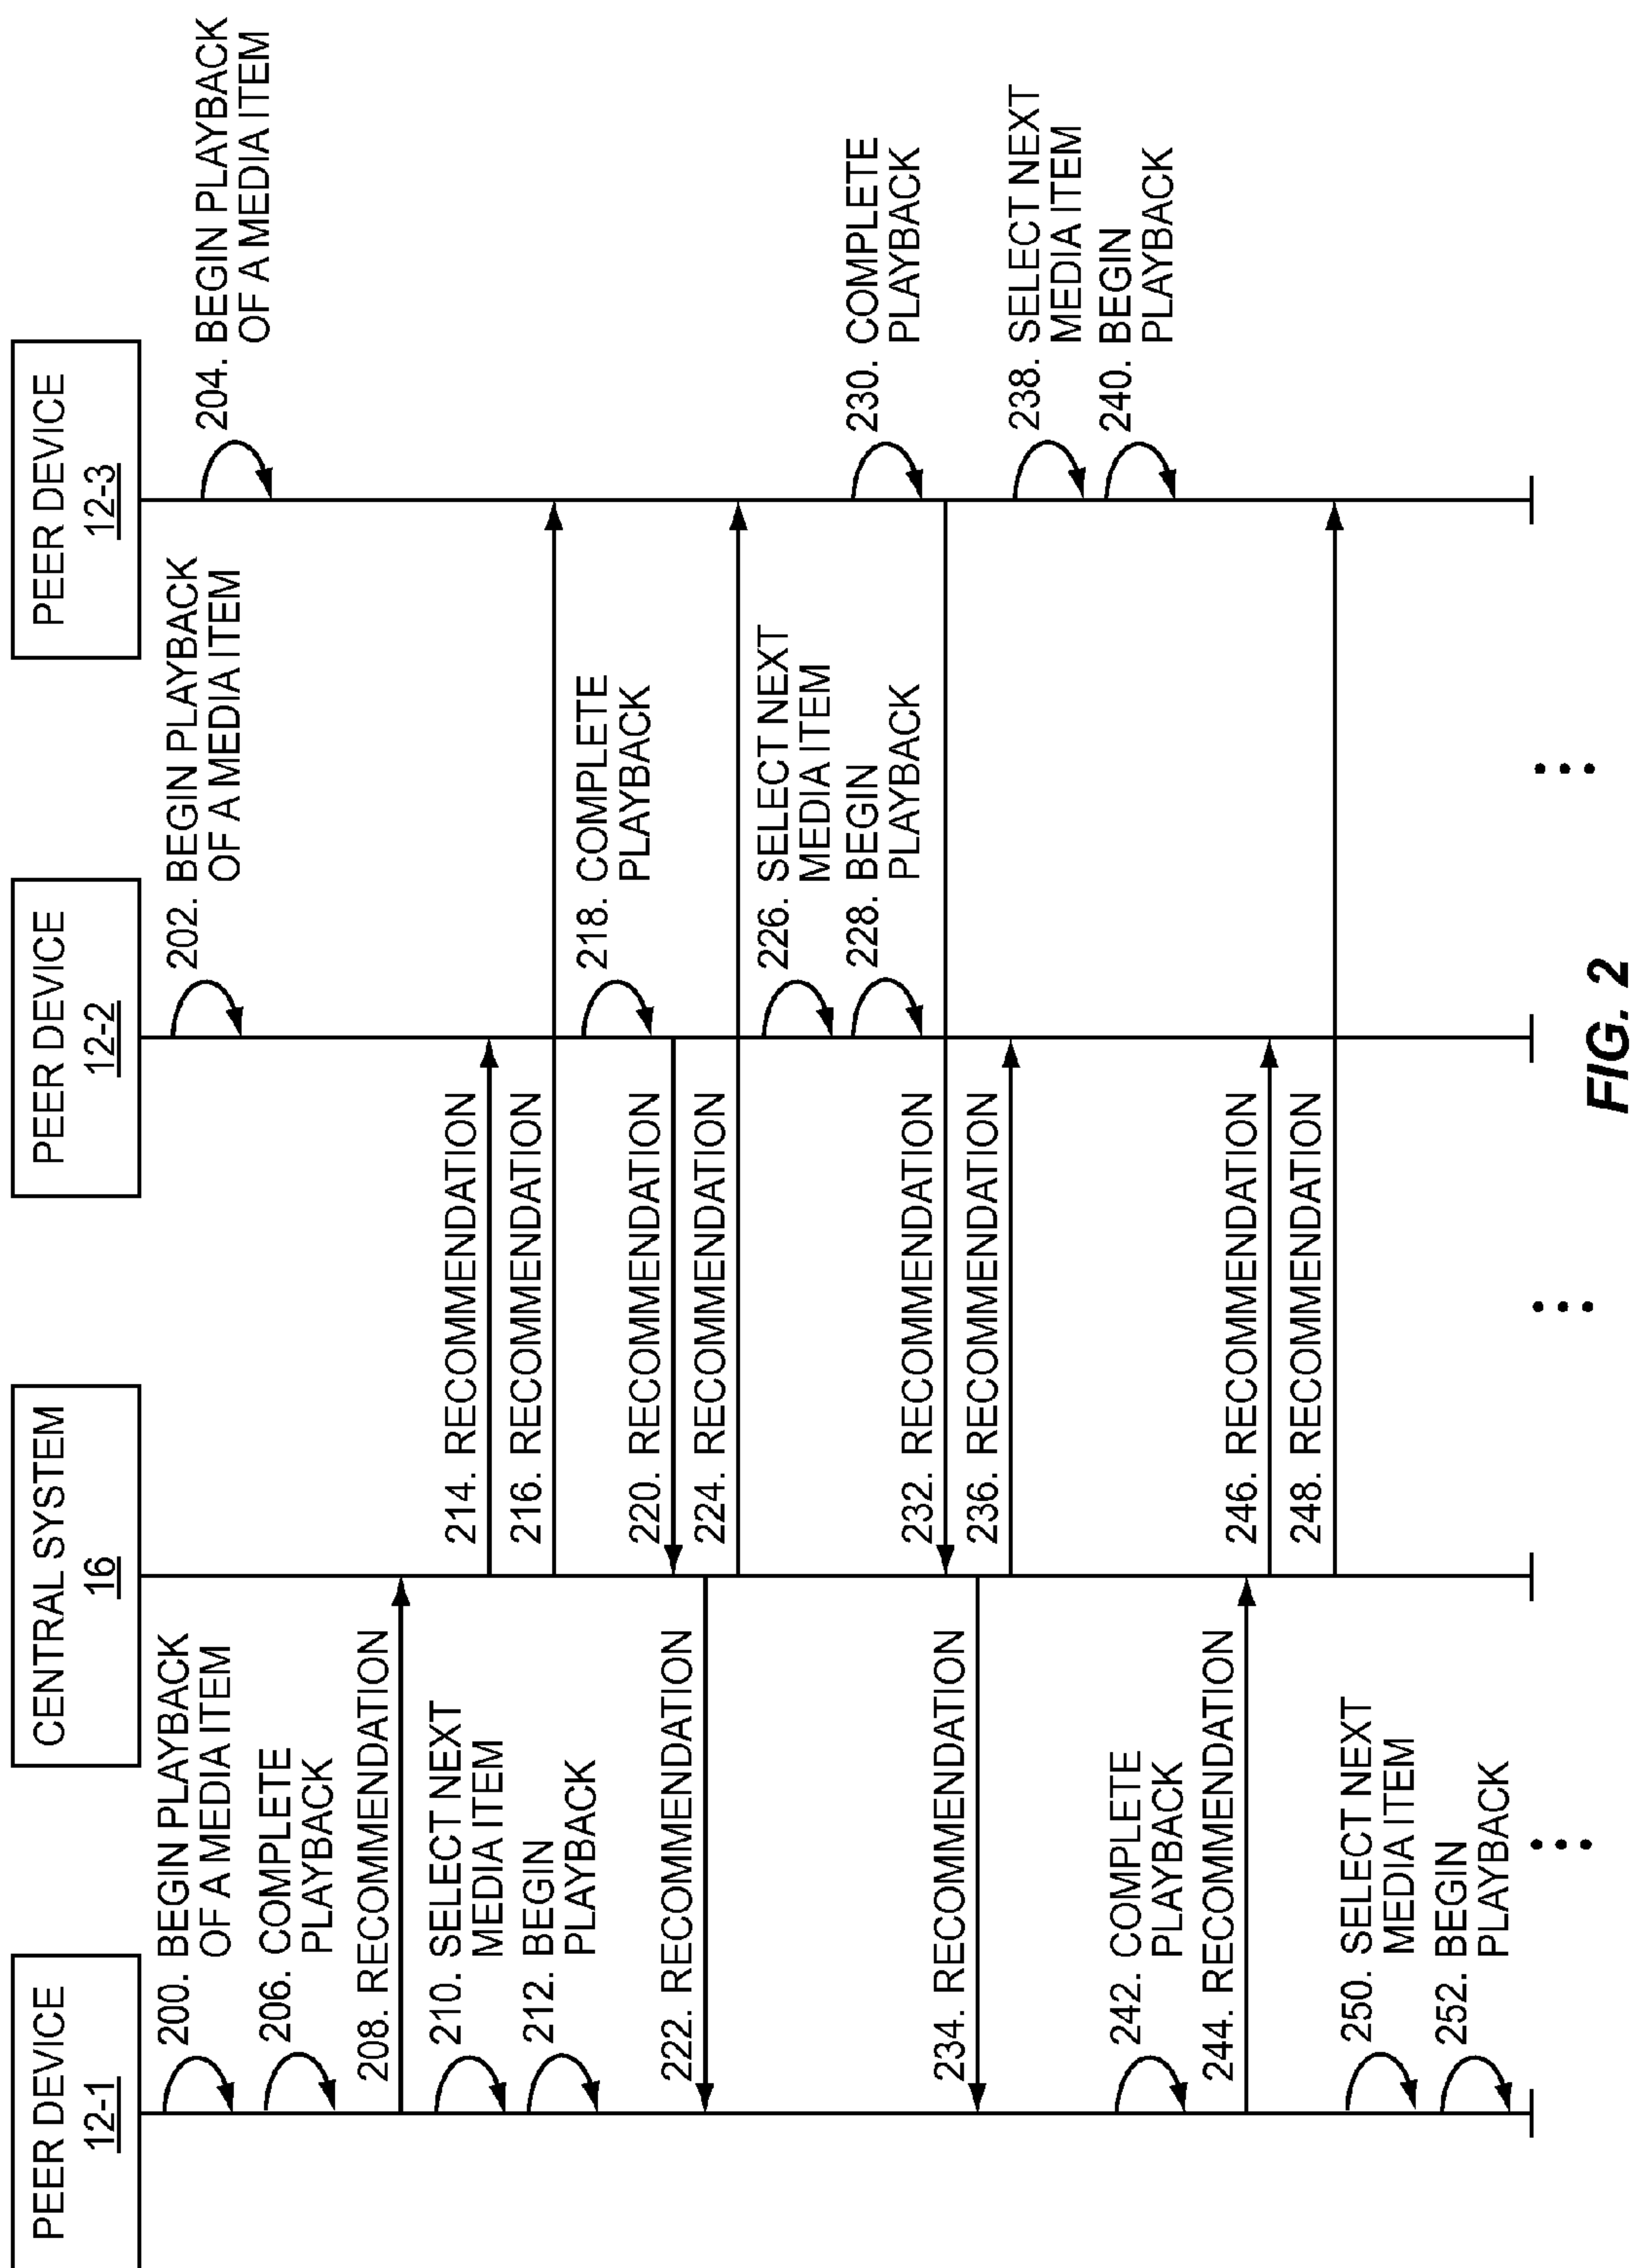 PEER DEVICE
12-1
CENTRAL SYSTEM
16
PEER DEVICE
12-2
PEER DEVICE
12-3
200. BEGIN PLAYBACK
OF A MEDIA ITEM
202. BEGIN PLAYBACK
OF A MEDIA ITEM
204. BEGIN PLAYBACK
OF A MEDIA ITEM
206. COMPLETE
PLAYBACK
208. RECOMMENDATION
210. SELECT NEXT
MEDIA ITEM
212. BEGIN
PLAYBACK
214. RECOMMENDATION
216. RECOMMENDATION
218. COMPLETE
PLAYBACK
220. RECOMMENDATION
222. RECOMMENDATION
224. RECOMMENDATION
226. SELECT NEXT
MEDIA ITEM
228. BEGIN
PLAYBACK
230. COMPLETE
PLAYBACK
232. RECOMMENDATION
234. RECOMMENDATION
236. RECOMMENDATION
238. SELECT NEXT
MEDIA ITEM
240. BEGIN
PLAYBACK
242. COMPLETE
PLAYBACK
244. RECOMMENDATION
246. RECOMMENDATION
248. RECOMMENDATION
250. SELECT NEXT
MEDIA ITEM
252. BEGIN
PLAYBACK
FIG. 2